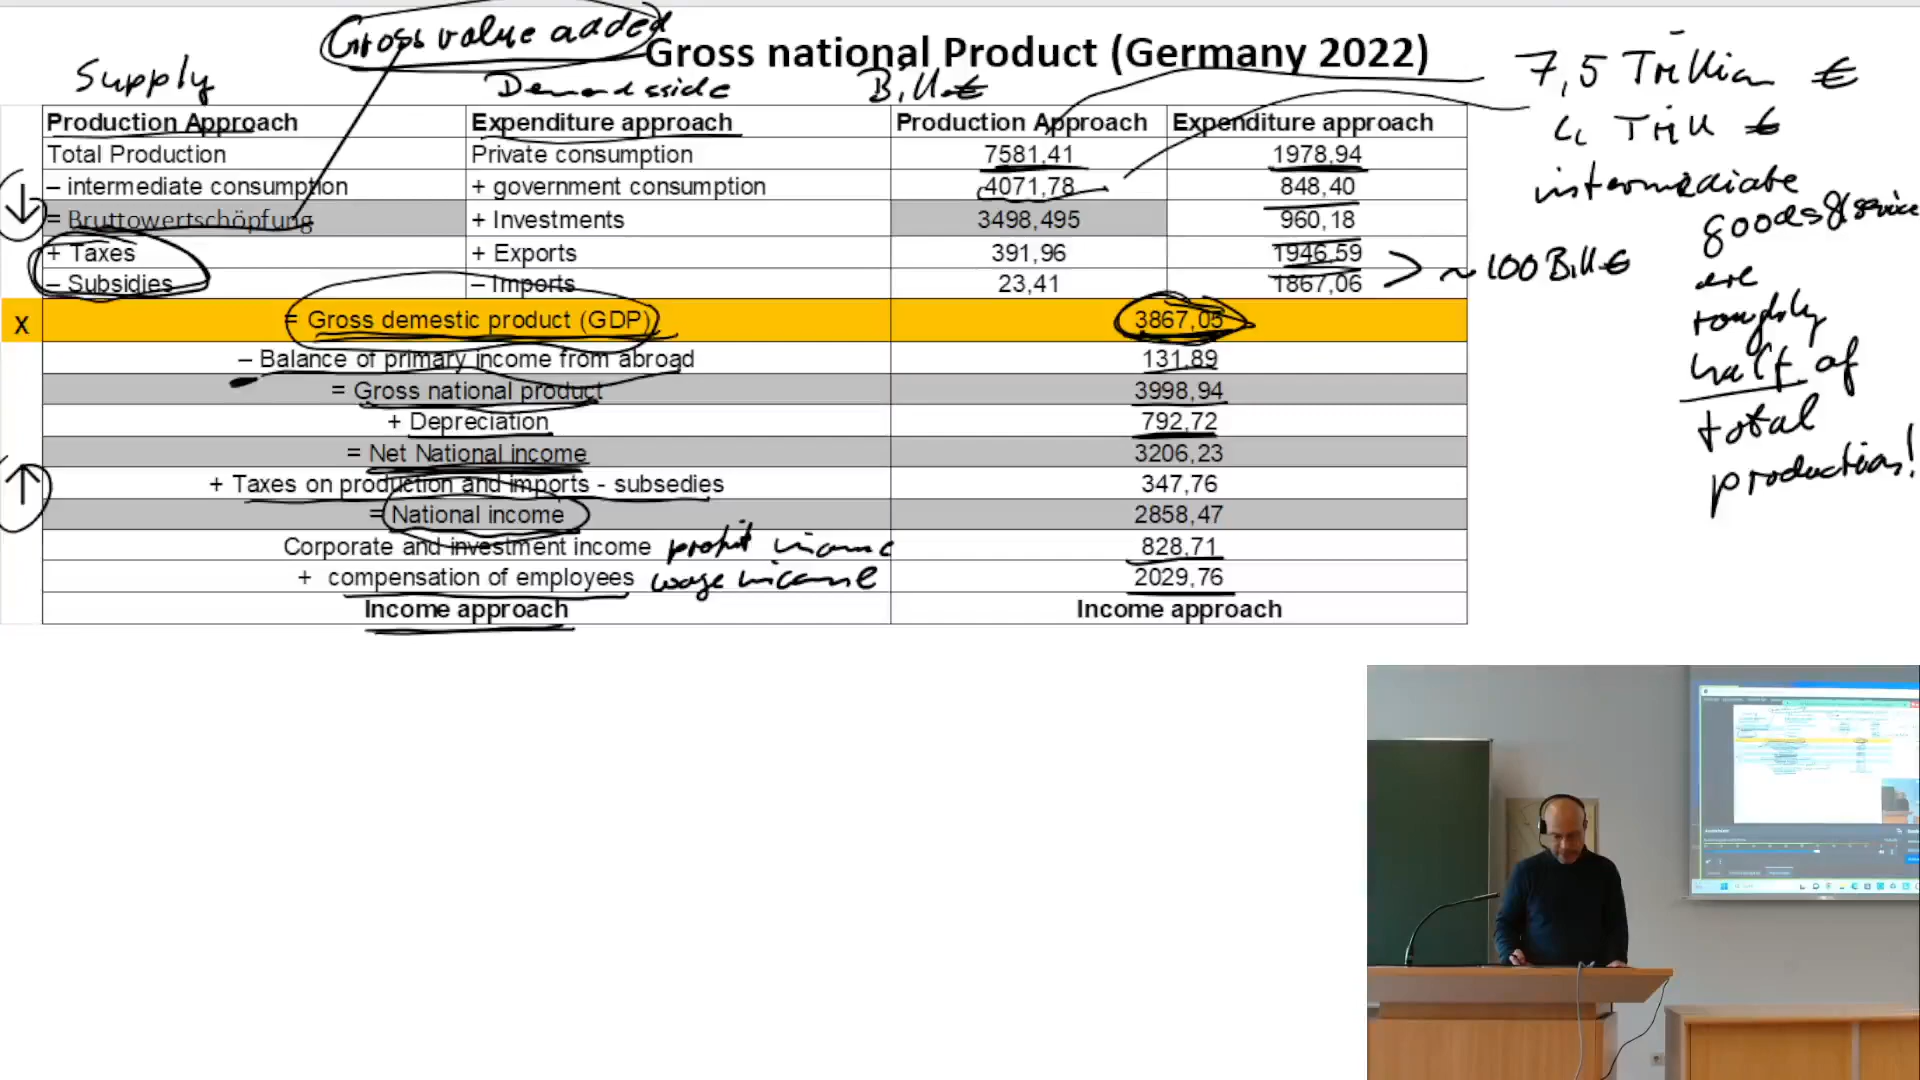 Gross value added
Gross national Product (Germany 2022)
Supply
Demand side
Bill €
7,5 Trillion €
4 Trill €
intermediate
goods & service
are
roughly
half of
total
production!
~ 100 Bill €
Production Approach Expenditure approach Production Approach Expenditure approach
Total Production Private consumption 7581,41 1978,94
– intermediate consumption + government consumption 4071,78 848,40
= Bruttowertschöpfung + Investments 3498,495 960,18
+ Taxes + Exports 391,96 1946,59
– Subsidies – Imports 23,41 1867,06
X = Gross demestic product (GDP) 3867,05
– Balance of primary income from abroad 131,89
= Gross national product 3998,94
+ Depreciation 792,72
= Net National income 3206,23
+ Taxes on production and imports - subsedies 347,76
= National income 2858,47
Corporate and investment income profit income 828,71
+ compensation of employees wage income 2029,76
Income approach Income approach